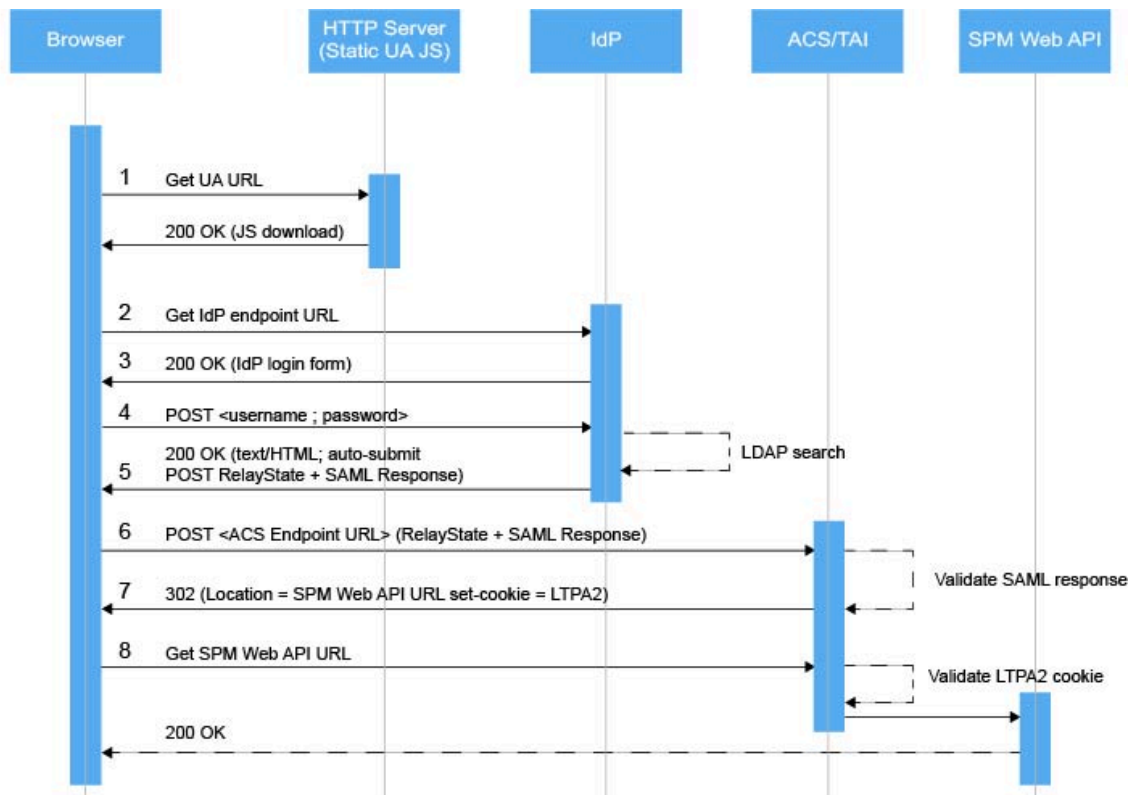 Browser
HTTP Server
(Static UA JS)
IdP
ACS/TAI
SPM Web API
1 Get UA URL
200 OK (JS download)
2 Get IdP endpoint URL
3 200 OK (IdP login form)
4 POST <username ; password>
LDAP search
200 OK (text/HTML; auto-submit
5 POST RelayState + SAML Response)
6 POST <ACS Endpoint URL> (RelayState + SAML Response)
Validate SAML response
7 302 (Location = SPM Web API URL set-cookie = LTPA2)
8 Get SPM Web API URL
Validate LTPA2 cookie
200 OK